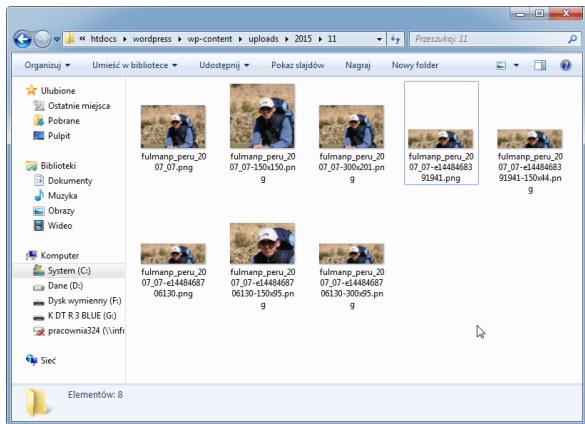 « htdocs ▸ wordpress ▸ wp-content ▸ uploads ▸ 2015 ▸ 11
Przeszukaj: 11
Organizuj Umieść w bibliotece Udostępnij Pokaz slajdów Nagraj Nowy folder
Ulubione
Ostatnie miejsca
Pobrane
Pulpit
Biblioteki
Dokumenty
Muzyka
Obrazy
Wideo
Komputer
System (C:)
Dane (D:)
Dysk wymienny (F:)
K DT R 3 BLUE (G:)
pracownia324 (\\info
Sieć
fulmanp_peru_20
07_07.png
fulmanp_peru_20
07_07-150x150.pn
g
fulmanp_peru_20
07_07-300x201.pn
g
fulmanp_peru_20
07_07-e14484683
91941.png
fulmanp_peru_20
07_07-e14484683
91941-150x44.pn
g
fulmanp_peru_20
07_07-e14484687
06130.png
fulmanp_peru_20
07_07-e14484687
06130-150x95.pn
g
fulmanp_peru_20
07_07-e14484687
06130-300x95.pn
g
Elementów: 8